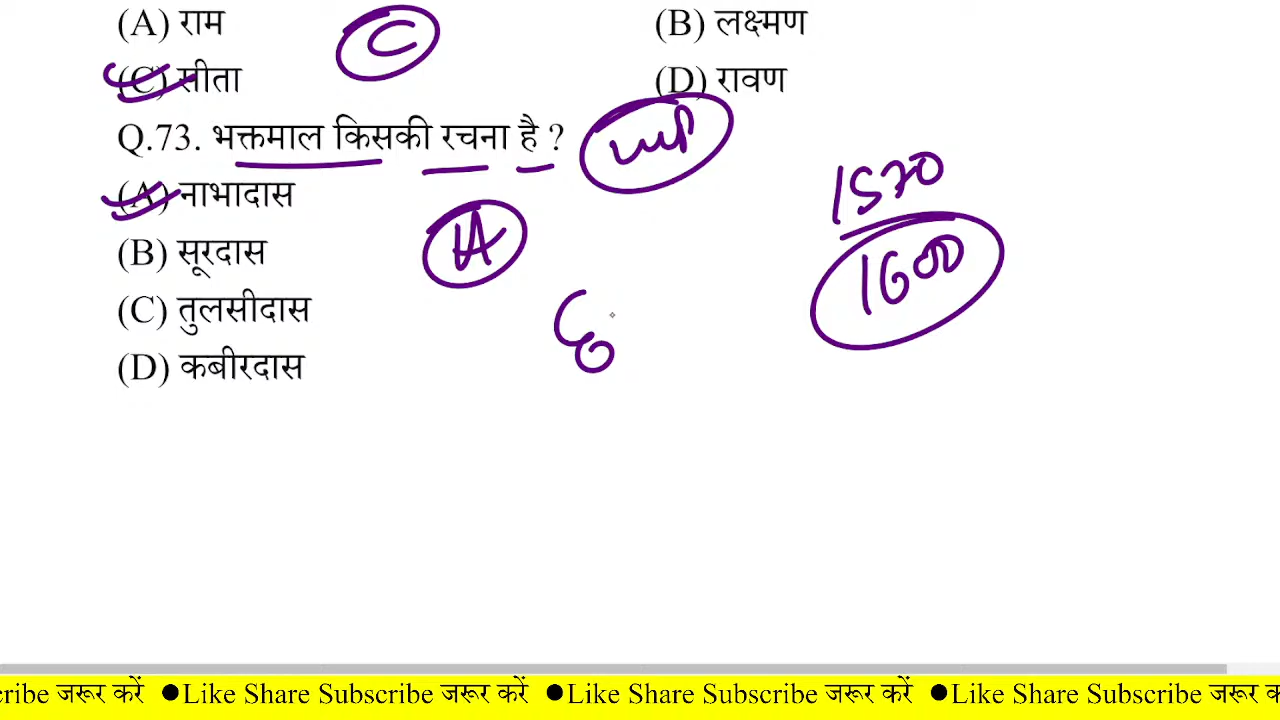 (A) राम (B) लक्ष्मण
C
(C) सीता (D) रावण
Q.73. भक्तमाल किसकी रचना है ?
1570
(A) नाभादास
(B) सूरदास A
1600
(C) तुलसीदास
(D) कबीरदास
cribe जरूर करें ●Like Share Subscribe जरूर करें ●Like Share Subscribe जरूर करें ●Like Share Subscribe जरूर क